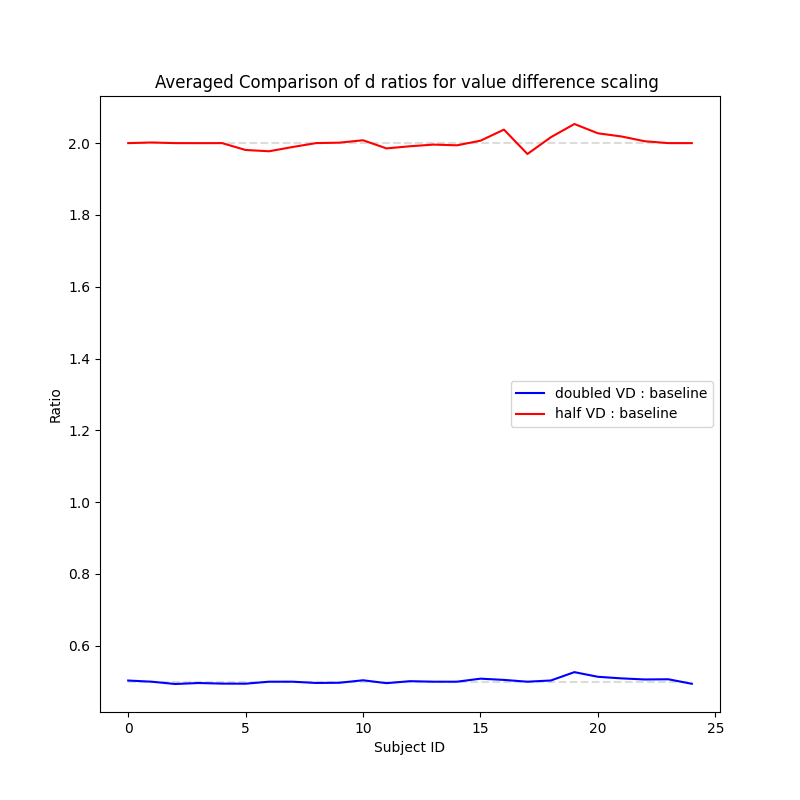 Averaged Comparison of d ratios for value difference scaling
2.0
1.8
1.6
1.4
1.2
1.0
0.8
0.6
Ratio
doubled VD : baseline
half VD : baseline
0 5 10 15 20 25
Subject ID